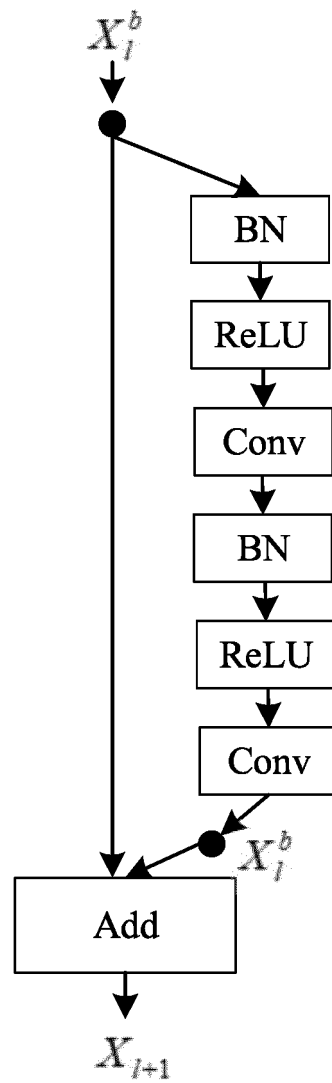 X_l^b
BN
ReLU
Conv
BN
ReLU
Conv
X_l^b
Add
X_{l+1}